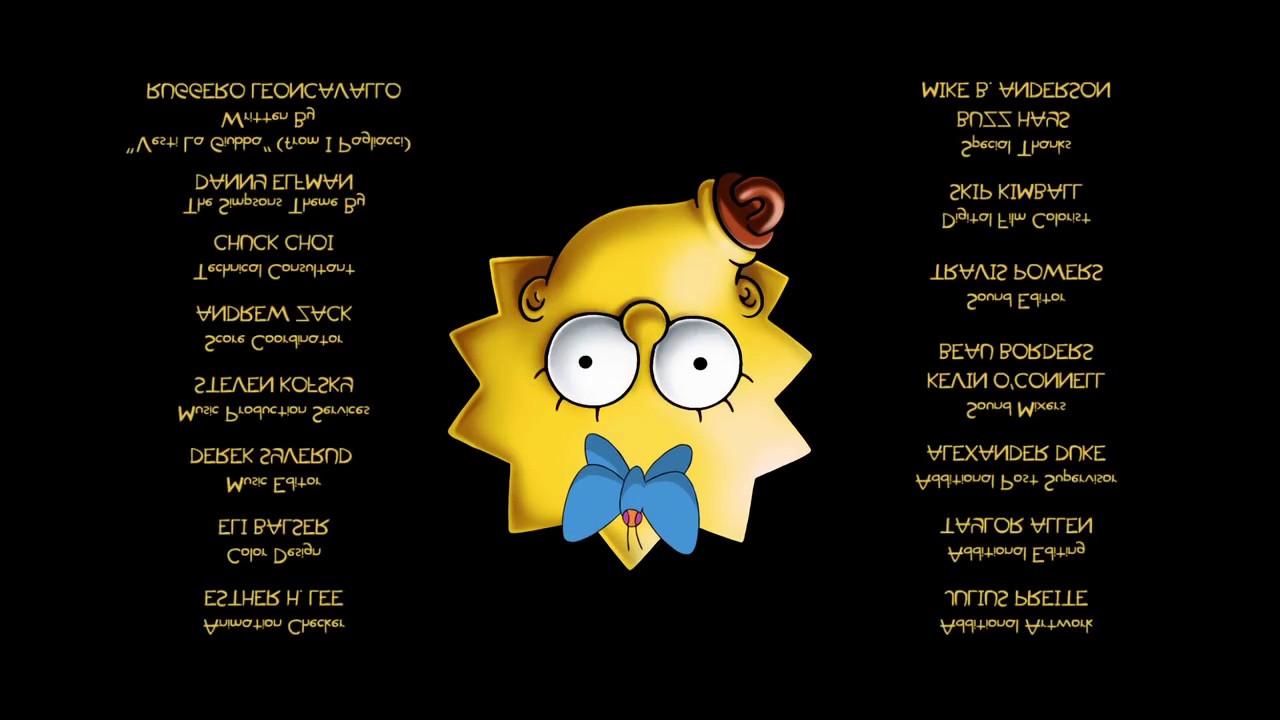 Animation Checker
ESTHER H. LEE
Color Design
ELI BALSER
Music Editor
DEREK SYVERUD
Music Production Services
STEVEN KOFSKY
Score Coordinator
ANDREW ZACK
Technical Consultant
CHUCK CHOI
The Simpsons Theme By
DANNY ELFMAN
"Vesti La Giubba" (from I Pagliacci)
Written By
RUGGERO LEONCAVALLO
Additional Artwork
JULIUS PREITE
Additional Editing
TAYLOR ALLEN
Additional Post Supervisor
ALEXANDER DUKE
Sound Mixers
KEVIN O'CONNELL
BEAU BORDERS
Sound Editor
TRAVIS POWERS
Digital Film Colorist
SKIP KIMBALL
Special Thanks
BUZZ HAYS
MIKE B. ANDERSON